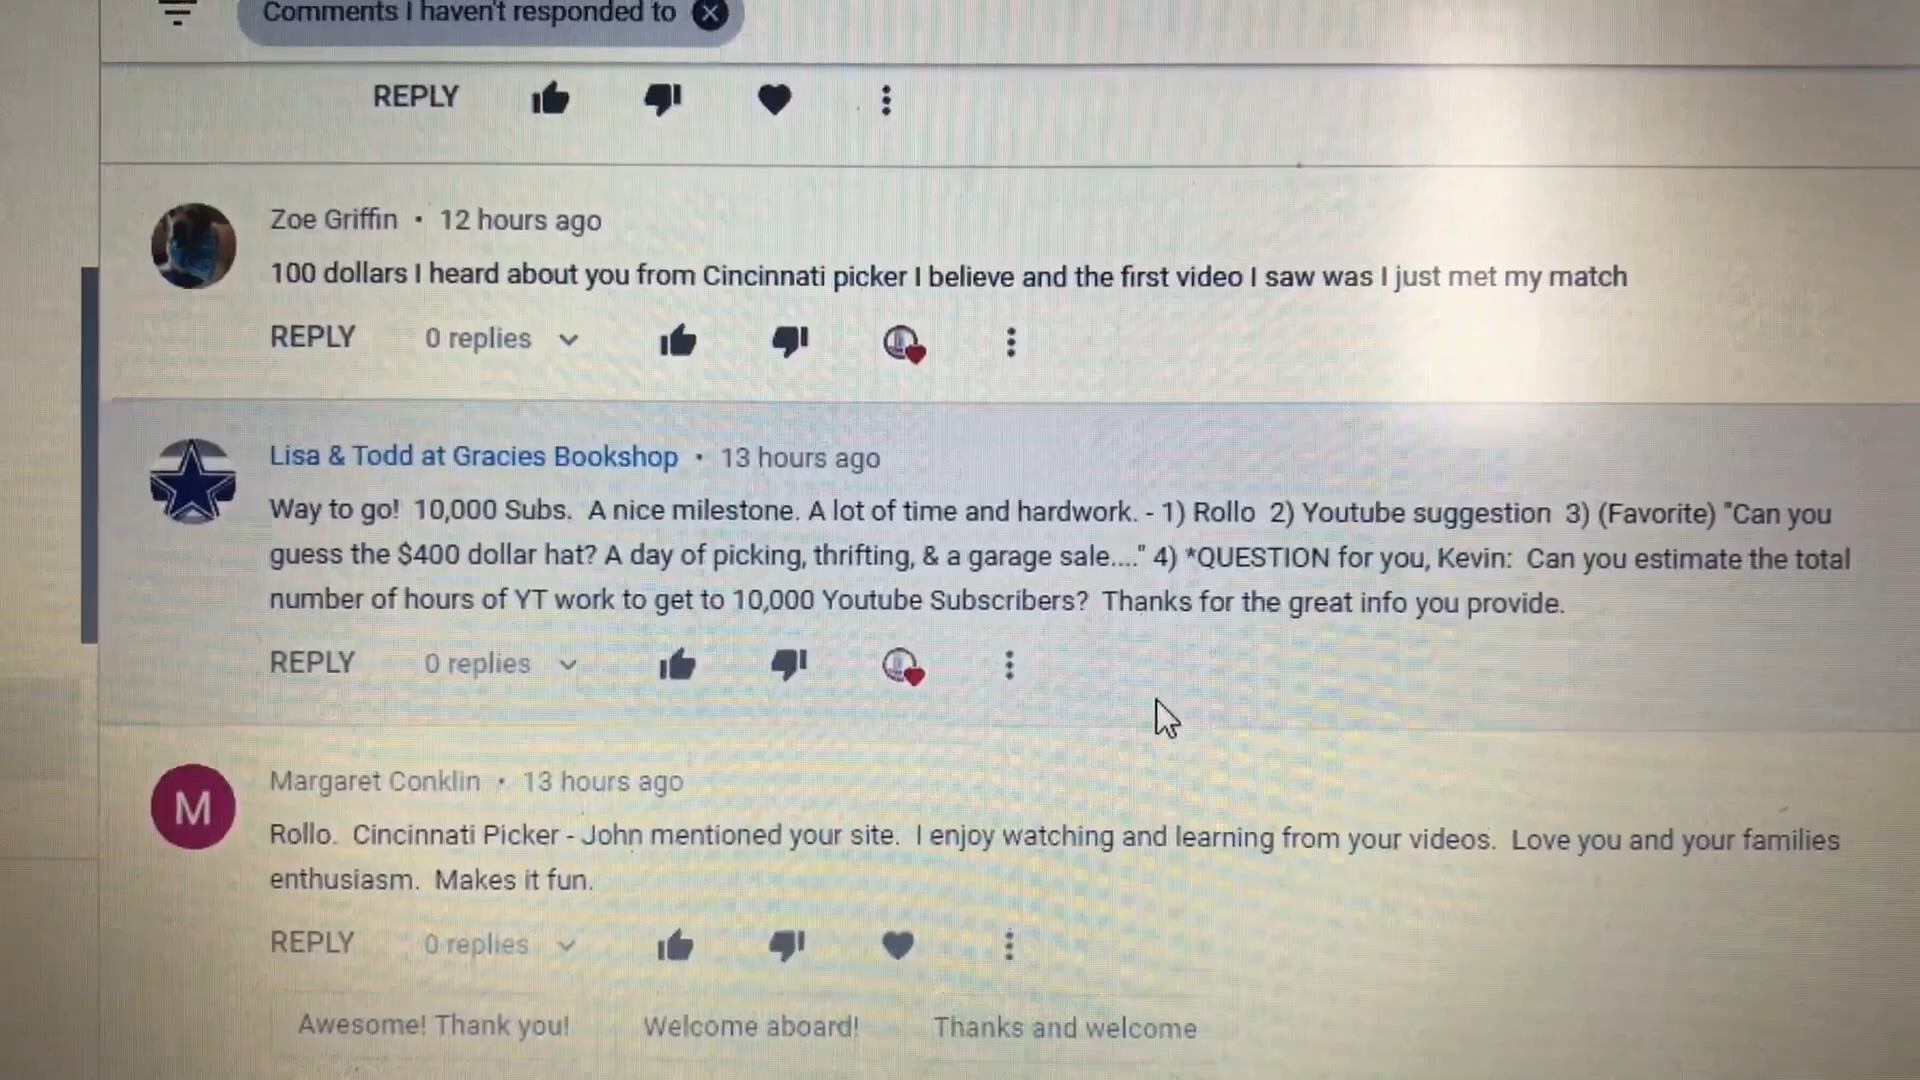 Comments I haven't responded to
REPLY
Zoe Griffin • 12 hours ago
100 dollars I heard about you from Cincinnati picker I believe and the first video I saw was I just met my match
REPLY 0 replies
Lisa & Todd at Gracies Bookshop • 13 hours ago
Way to go! 10,000 Subs. A nice milestone. A lot of time and hardwork. - 1) Rollo 2) Youtube suggestion 3) (Favorite) "Can you
guess the $400 dollar hat? A day of picking, thrifting, & a garage sale...." 4) *QUESTION for you, Kevin: Can you estimate the total
number of hours of YT work to get to 10,000 Youtube Subscribers? Thanks for the great info you provide.
REPLY 0 replies
M
Margaret Conklin • 13 hours ago
Rollo. Cincinnati Picker - John mentioned your site. I enjoy watching and learning from your videos. Love you and your families
enthusiasm. Makes it fun.
REPLY 0 replies
Awesome! Thank you! Welcome aboard! Thanks and welcome